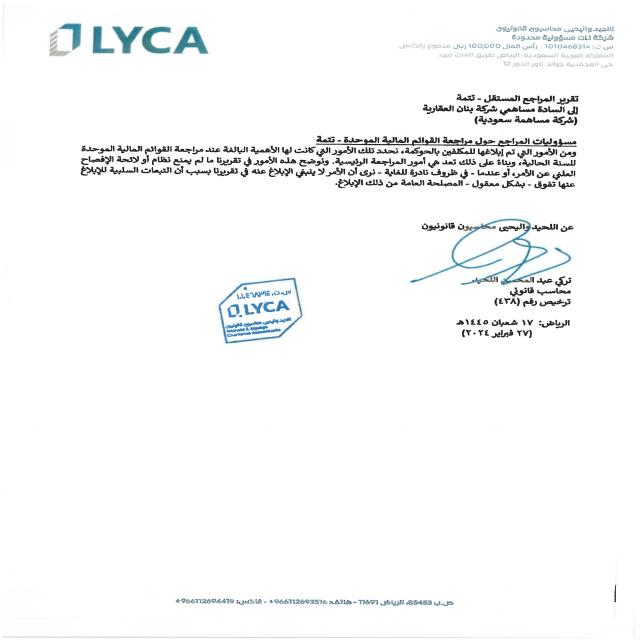 LYCA
اللحيد واليحيى محاسبون قانونيون
شركة ذات مسؤولية محدودة
س.ت: 1010468314 - رأس المال 100,000 ريال مدفوع بالكامل
المملكة العربية السعودية، الرياض طريق الملك فهد
حي المحمدية جراند تاور الدور 12
تقرير المراجع المستقل - تتمة
إلى السادة مساهمي شركة بنان العقارية
(شركة مساهمة سعودية)
مسؤوليات المراجع حول مراجعة القوائم المالية الموحدة - تتمة
ومن الأمور التي تم إبلاغها للمكلفين بالحوكمة، نحدد تلك الأمور التي كانت لها الأهمية البالغة عند مراجعة القوائم المالية الموحدة
للسنة الحالية، وبناءً على ذلك تعد هي أمور المراجعة الرئيسية. ونوضح هذه الأمور في تقريرنا ما لم يمنع نظام أو لائحة الإفصاح
العلني عن الأمر، أو عندما - في ظروف نادرة للغاية - نرى أن الأمر لا ينبغي الإبلاغ عنه في تقريرنا بسبب أن التبعات السلبية للإبلاغ
عنها تفوق - بشكل معقول - المصلحة العامة من ذلك الإبلاغ.
عن اللحيد واليحيى محاسبون قانونيون
تركي عبد المحسن اللحيد
محاسب قانوني
ترخيص رقم (٤٣٨)
الرياض: ١٧ شعبان ١٤٤٥هـ
(٢٧ فبراير ٢٠٢٤)
LYCA
اللحيد واليحيى محاسبون قانونيون
Chartered Accountants
ص.ب 85453، الرياض 11691 - هاتف: 966112693516+ - فاكس: 966112694419+